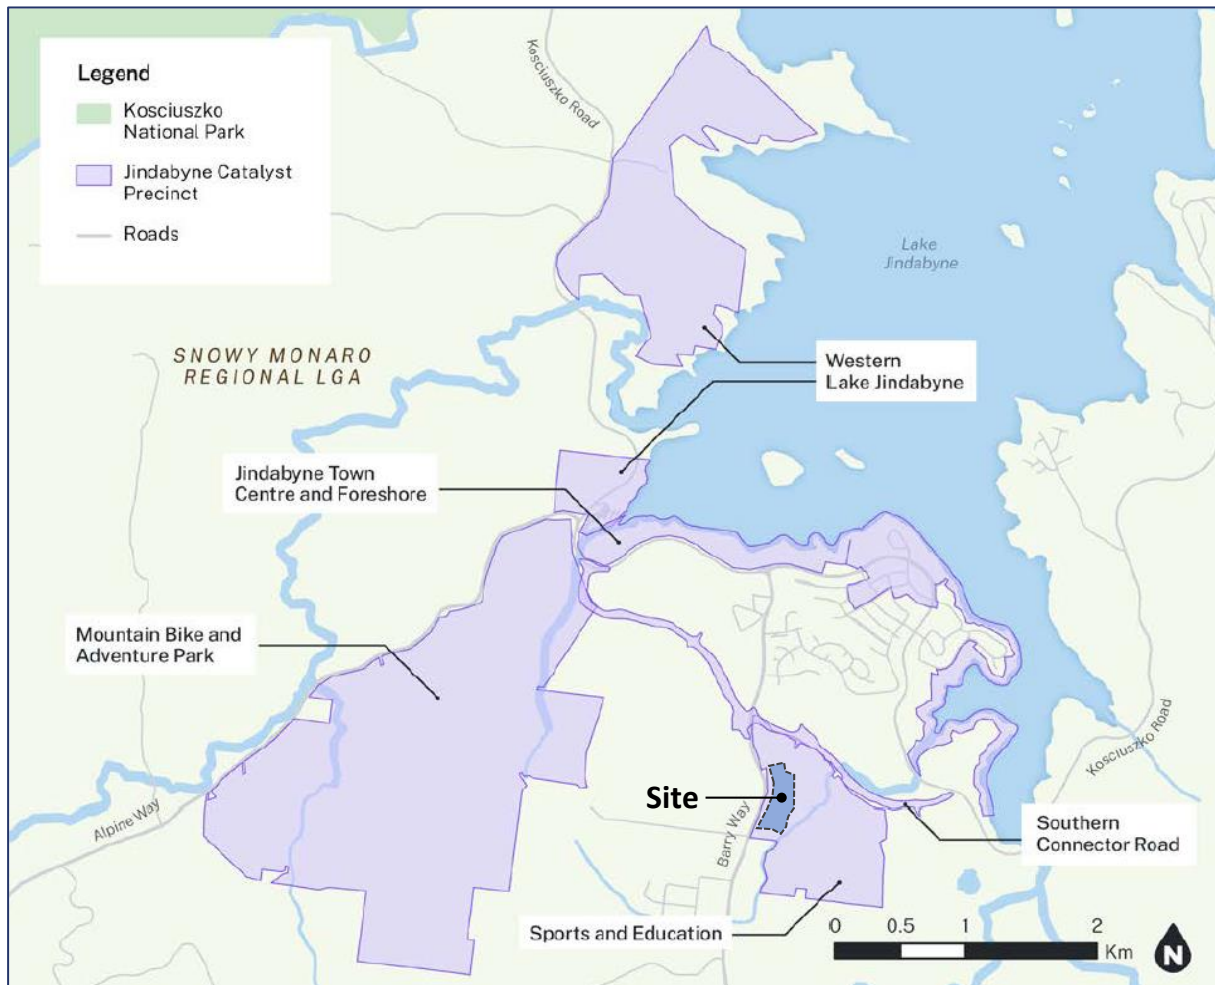 Legend
Kosciuszko
National Park
Jindabyne Catalyst
Precinct
Roads
Kosciuszko Road
Lake
Jindabyne
SNOWY MONARO
REGIONAL LGA
Western
Lake Jindabyne
Jindabyne Town
Centre and Foreshore
Mountain Bike and
Adventure Park
Alpine Way
Site
Barry Way
Kosciuszko Road
Southern
Connector Road
Sports and Education
0 0.5 1 2
Km
N